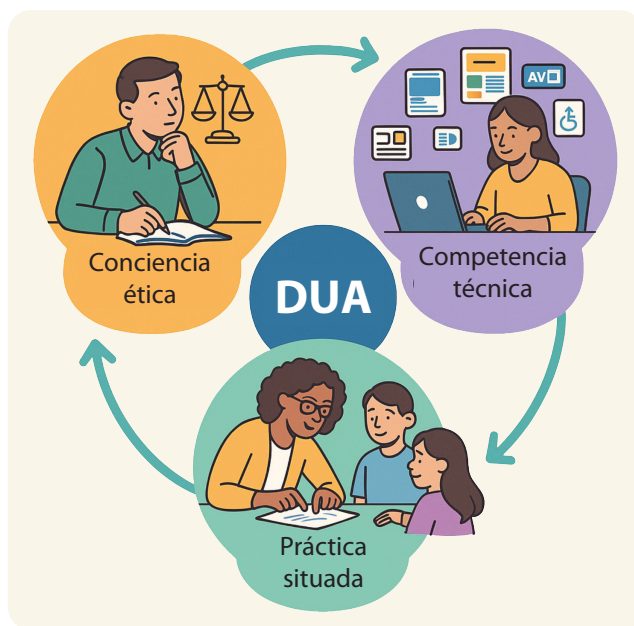 AV
Conciencia
ética
Competencia
técnica
DUA
Práctica
situada